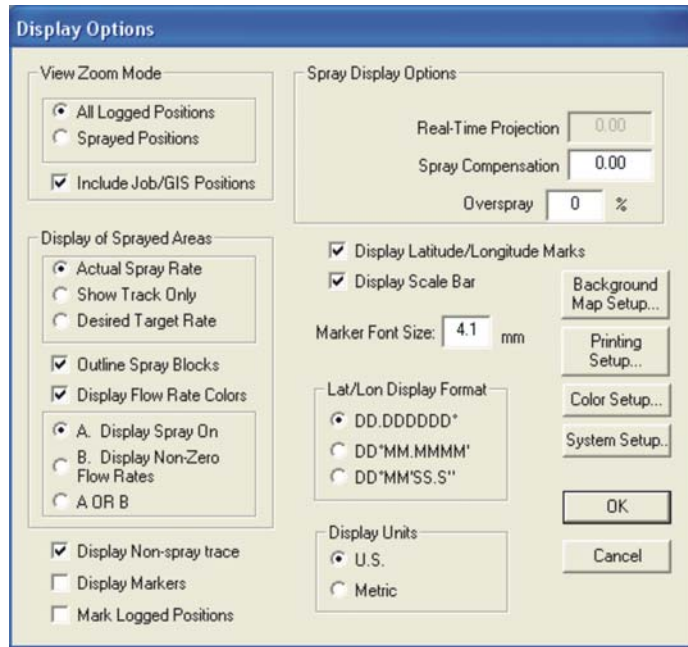 Display Options
View Zoom Mode
All Logged Positions
Sprayed Positions
Include Job/GIS Positions
Display of Sprayed Areas
Actual Spray Rate
Show Track Only
Desired Target Rate
Outline Spray Blocks
Display Flow Rate Colors
A. Display Spray On
B. Display Non-Zero
Flow Rates
A OR B
Display Non-spray trace
Display Markers
Mark Logged Positions
Spray Display Options
Real-Time Projection 0.00
Spray Compensation 0.00
Overspray 0 %
Display Latitude/Longitude Marks
Display Scale Bar
Marker Font Size: 4.1 mm
Lat/Lon Display Format
DD.DDDDDD°
DD°MM.MMMM'
DD°MM'SS.S''
Display Units
U.S.
Metric
Background
Map Setup...
Printing
Setup...
Color Setup...
System Setup..
OK
Cancel